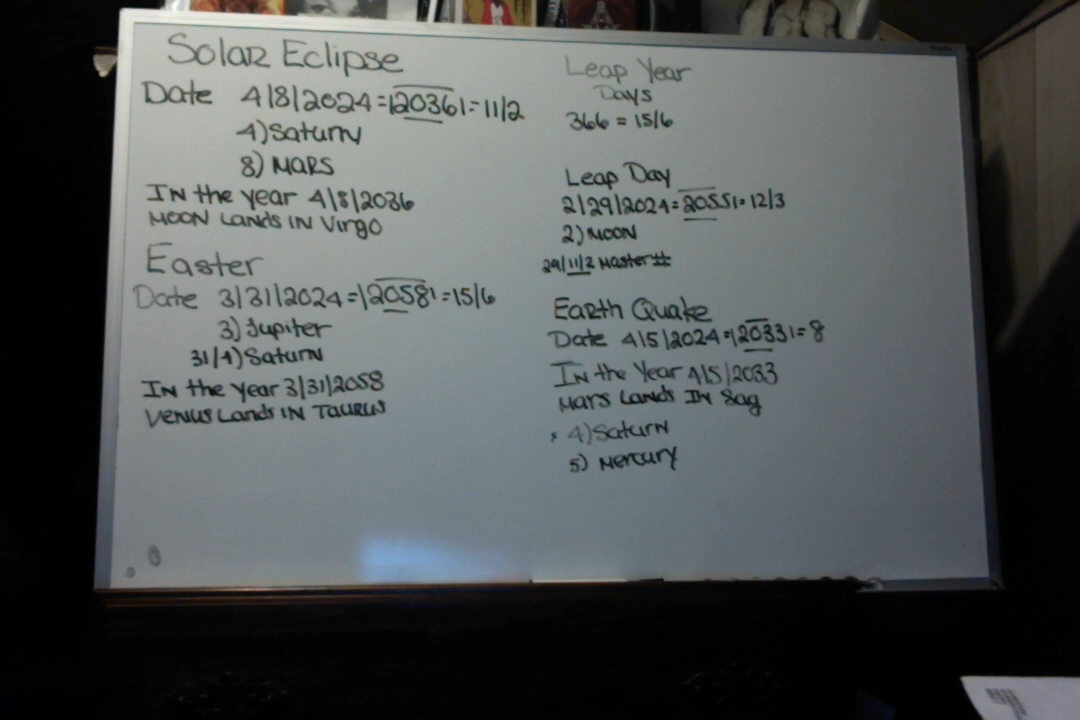 Solar Eclipse
Date 4/8/2024 = |2036| = 11/2
4) Saturn
8) MARS
IN the year 4/8/2036
MOON Lands IN Virgo
Easter
Date 3/31/2024 = |2058| = 15/6
3) Jupiter
31/4) Saturn
IN the Year 3/31/2058
VENUS Lands IN TAURUS
Leap Year
Days
366 = 15/6
Leap Day
2/29/2024 = 2055| = 12/3
2) MOON
29/11/2 Master #
Earth Quake
Date 4/5/2024 = |2033| = 8
In the Year 4/5/2033
Mars Lands In Sag
4) Saturn
5) Mercury